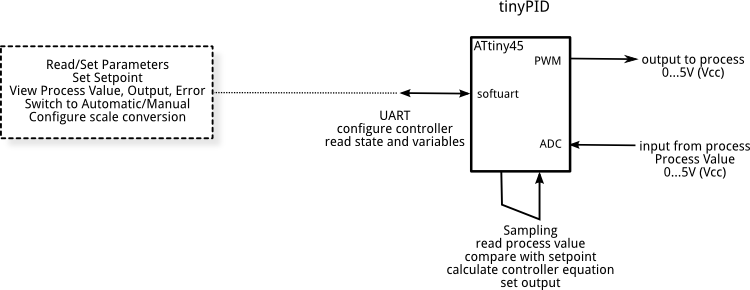 tinyPID
ATtiny45
PWM
output to process
0...5V (Vcc)
Read/Set Parameters
Set Setpoint
View Process Value, Output, Error
Switch to Automatic/Manual
Configure scale conversion
softuart
UART
configure controller
read state and variables
ADC
input from process
Process Value
0...5V (Vcc)
Sampling
read process value
compare with setpoint
calculate controller equation
set output